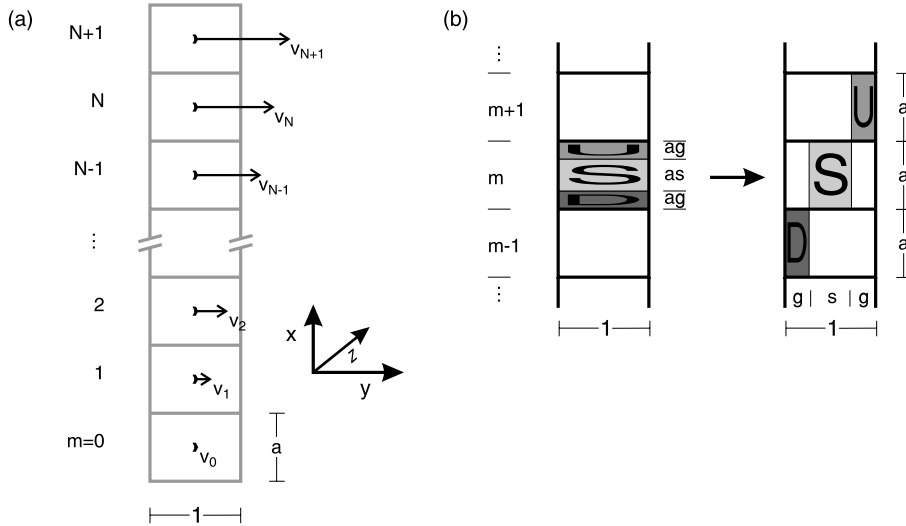 (a)
N+1
v_{N+1}
N
v_N
N-1
v_{N-1}
...
2
v_2
1
v_1
m=0
v_0
a
1
x
z
y
(b)
...
m+1
m
m-1
...
U
S
D
ag
as
ag
1
U
S
D
a
a
a
g | s | g
1